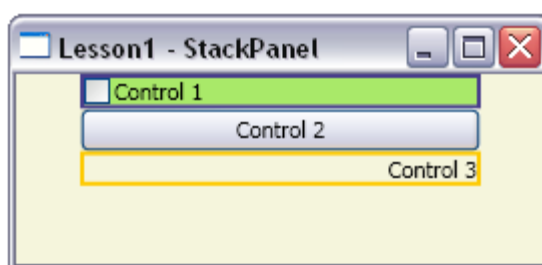 Lesson1 - StackPanel
Control 1
Control 2
Control 3